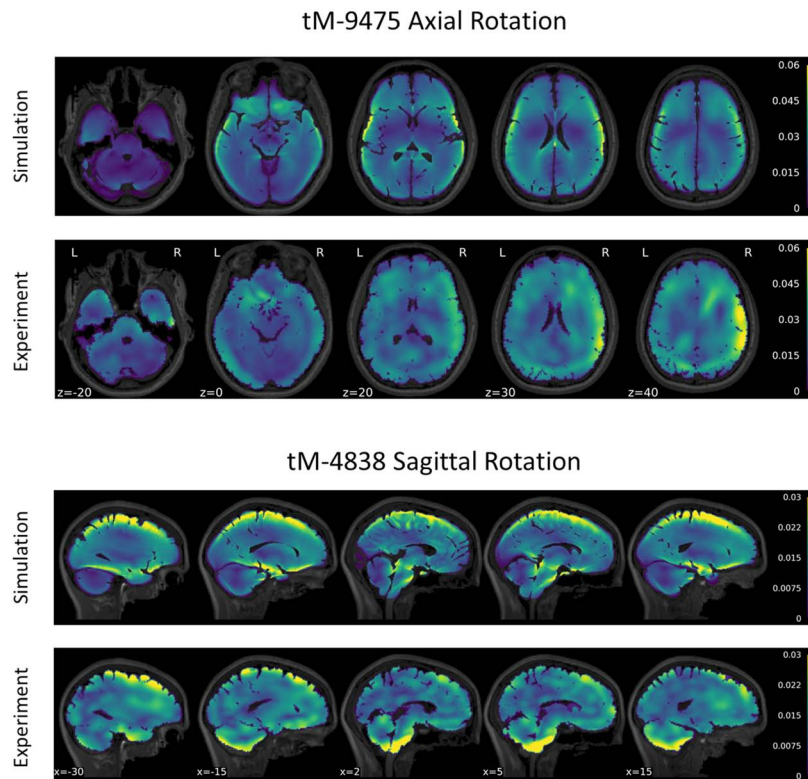 tM-9475 Axial Rotation
Simulation
0.06
0.045
0.03
0.015
0
Experiment
L R L R L R L R L R
0.06
0.045
0.03
0.015
0
z=-20 z=0 z=20 z=30 z=40
tM-4838 Sagittal Rotation
Simulation
0.03
0.022
0.015
0.0075
0
Experiment
0.03
0.022
0.015
0.0075
0
x=-30 x=-15 x=2 x=5 x=15